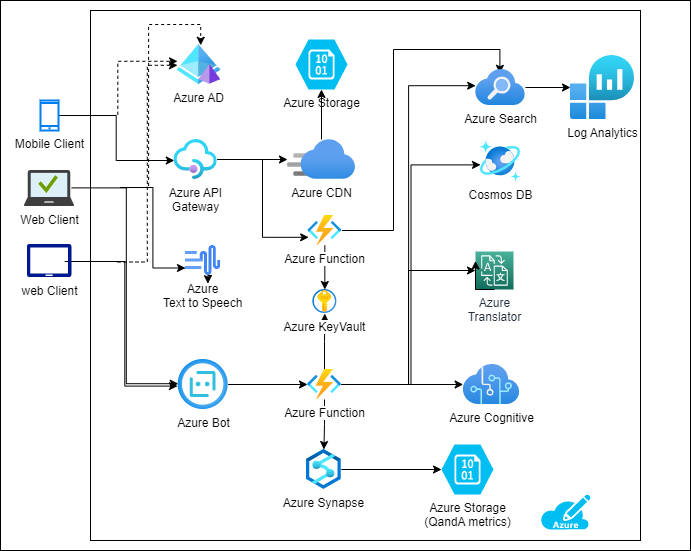 Azure AD
Azure Storage
10
01
Azure Search
Log Analytics
Mobile Client
Azure API
Gateway
Azure CDN
Cosmos DB
Web Client
Azure Function
web Client
Azure
Text to Speech
Azure KeyVault
A
文
Azure
Translator
Azure Bot
Azure Function
Azure Cognitive
Azure Synapse
10
01
Azure Storage
(QandA metrics)
Azure